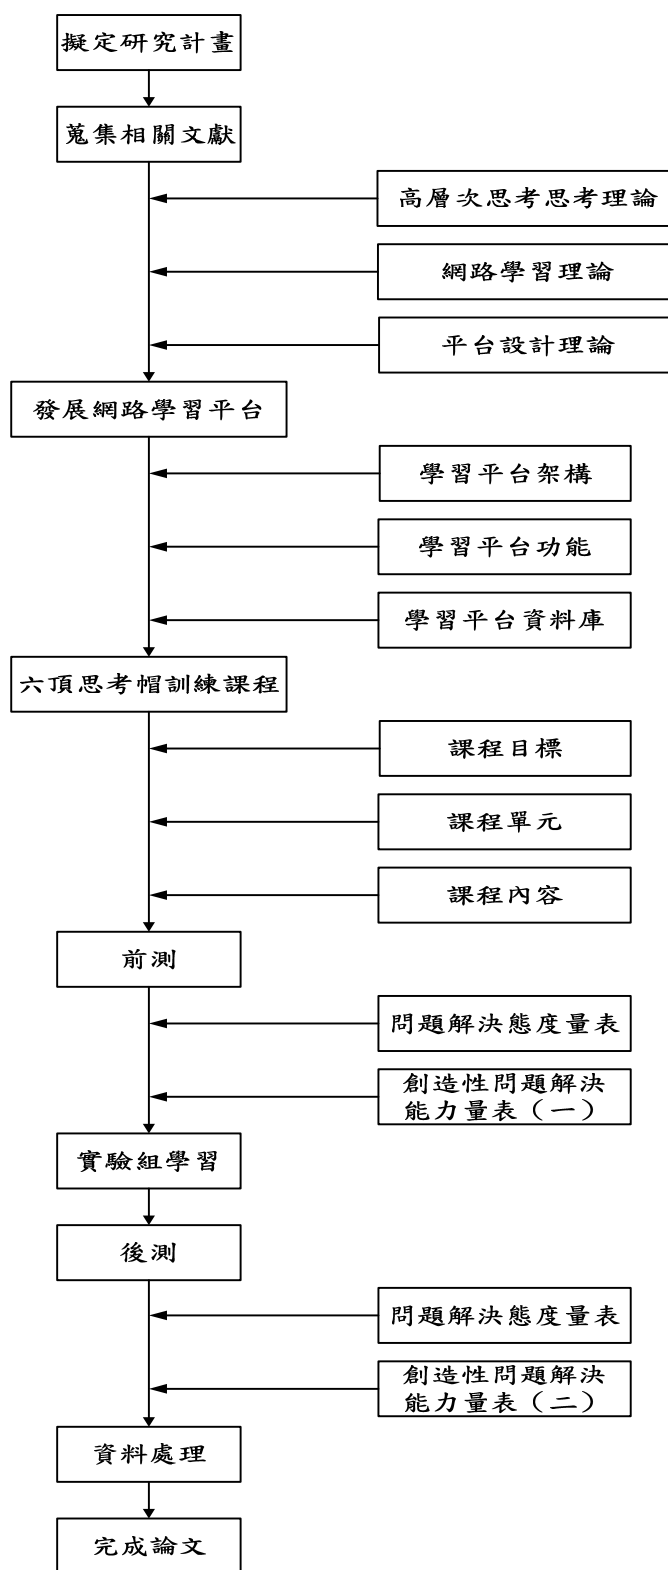 擬定研究計畫
蒐集相關文獻
高層次思考思考理論
網路學習理論
平台設計理論
發展網路學習平台
學習平台架構
學習平台功能
學習平台資料庫
六頂思考帽訓練課程
課程目標
課程單元
課程內容
前測
問題解決態度量表
創造性問題解決
能力量表（一）
實驗組學習
後測
問題解決態度量表
創造性問題解決
能力量表（二）
資料處理
完成論文